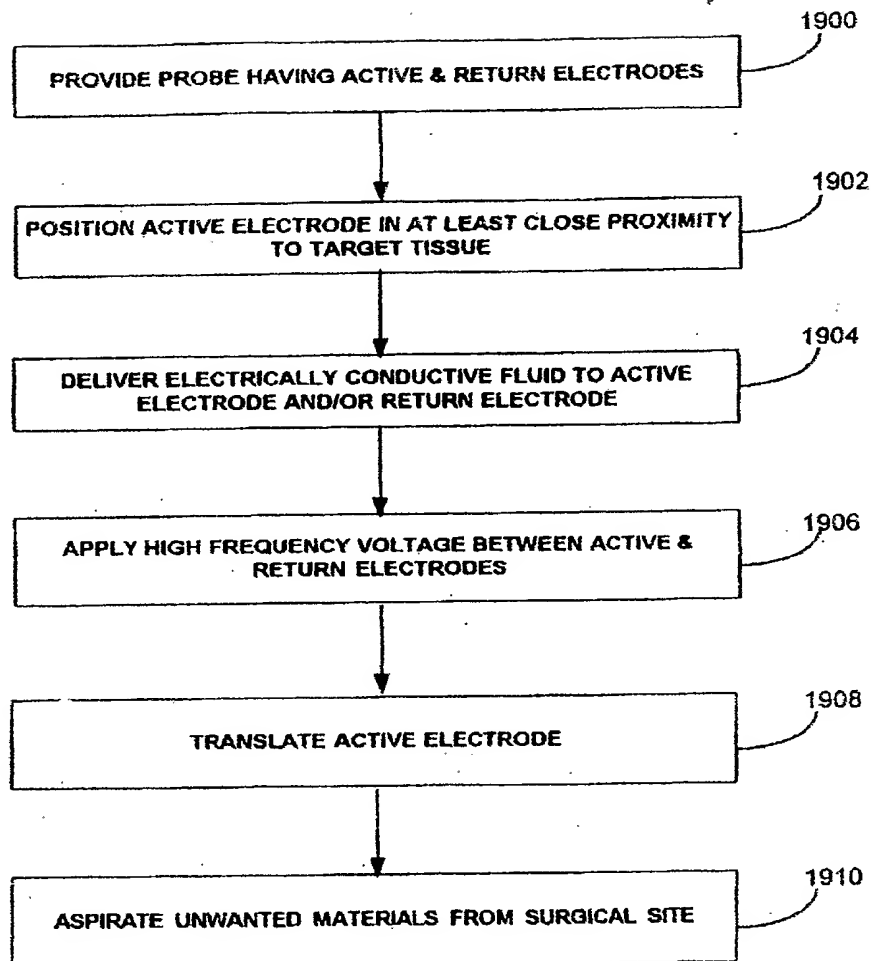 1900
PROVIDE PROBE HAVING ACTIVE & RETURN ELECTRODES
1902
POSITION ACTIVE ELECTRODE IN AT LEAST CLOSE PROXIMITY
TO TARGET TISSUE
1904
DELIVER ELECTRICALLY CONDUCTIVE FLUID TO ACTIVE
ELECTRODE AND/OR RETURN ELECTRODE
1906
APPLY HIGH FREQUENCY VOLTAGE BETWEEN ACTIVE &
RETURN ELECTRODES
1908
TRANSLATE ACTIVE ELECTRODE
1910
ASPIRATE UNWANTED MATERIALS FROM SURGICAL SITE